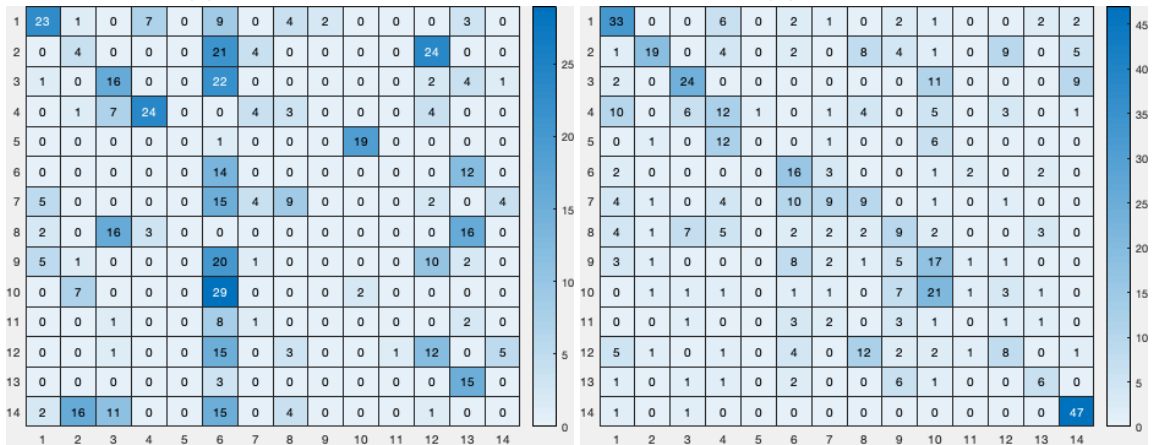 1 23 1 0 7 0 9 0 4 2 0 0 0 3 0
2 0 4 0 0 0 21 4 0 0 0 0 24 0 0
3 1 0 16 0 0 22 0 0 0 0 0 2 4 1
4 0 1 7 24 0 0 4 3 0 0 0 4 0 0
5 0 0 0 0 0 1 0 0 0 19 0 0 0 0
6 0 0 0 0 0 14 0 0 0 0 0 0 12 0
7 5 0 0 0 0 15 4 9 0 0 0 2 0 4
8 2 0 16 3 0 0 0 0 0 0 0 0 16 0
9 5 1 0 0 0 20 1 0 0 0 0 10 2 0
10 0 7 0 0 0 29 0 0 0 2 0 0 0 0
11 0 0 1 0 0 8 1 0 0 0 0 0 2 0
12 0 0 1 0 0 15 0 3 0 0 1 12 0 5
13 0 0 0 0 0 3 0 0 0 0 0 0 15 0
14 2 16 11 0 0 15 0 4 0 0 0 1 0 0
1 2 3 4 5 6 7 8 9 10 11 12 13 14
25
20
15
10
5
0
1 33 0 0 6 0 2 1 0 2 1 0 0 2 2
2 1 19 0 4 0 2 0 8 4 1 0 9 0 5
3 2 0 24 0 0 0 0 0 0 11 0 0 0 9
4 10 0 6 12 1 0 1 4 0 5 0 3 0 1
5 0 1 0 12 0 0 1 0 0 6 0 0 0 0
6 2 0 0 0 0 16 3 0 0 1 2 0 2 0
7 4 1 0 4 0 10 9 9 0 1 0 1 0 0
8 4 1 7 5 0 2 2 2 9 2 0 0 3 0
9 3 1 0 0 0 8 2 1 5 17 1 1 0 0
10 0 1 1 1 0 1 1 0 7 21 1 3 1 0
11 0 0 1 0 0 3 2 0 3 1 0 1 1 0
12 5 1 0 1 0 4 0 12 2 2 1 8 0 1
13 1 0 1 1 0 2 0 0 6 1 0 0 6 0
14 1 0 1 0 0 0 0 0 0 0 0 0 0 47
1 2 3 4 5 6 7 8 9 10 11 12 13 14
45
40
35
30
25
20
15
10
5
0